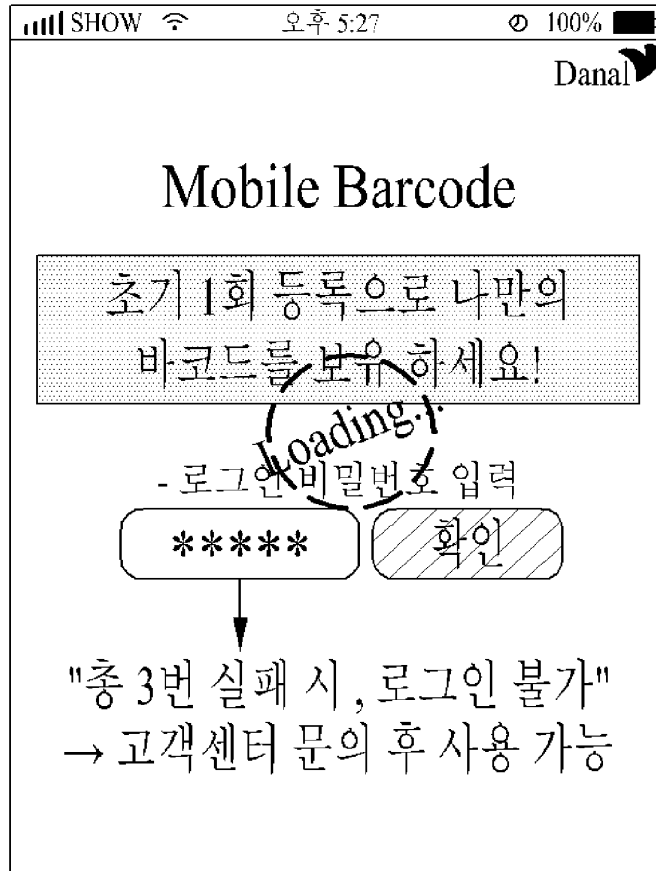 SHOW 오후 5:27 100%
Danal
Mobile Barcode
초기 1회 등록으로 나만의
바코드를 보유 하세요!
Loading...
- 로그인 비밀번호 입력
***** 확인
"총 3번 실패 시 , 로그인 불가"
→ 고객센터 문의 후 사용 가능